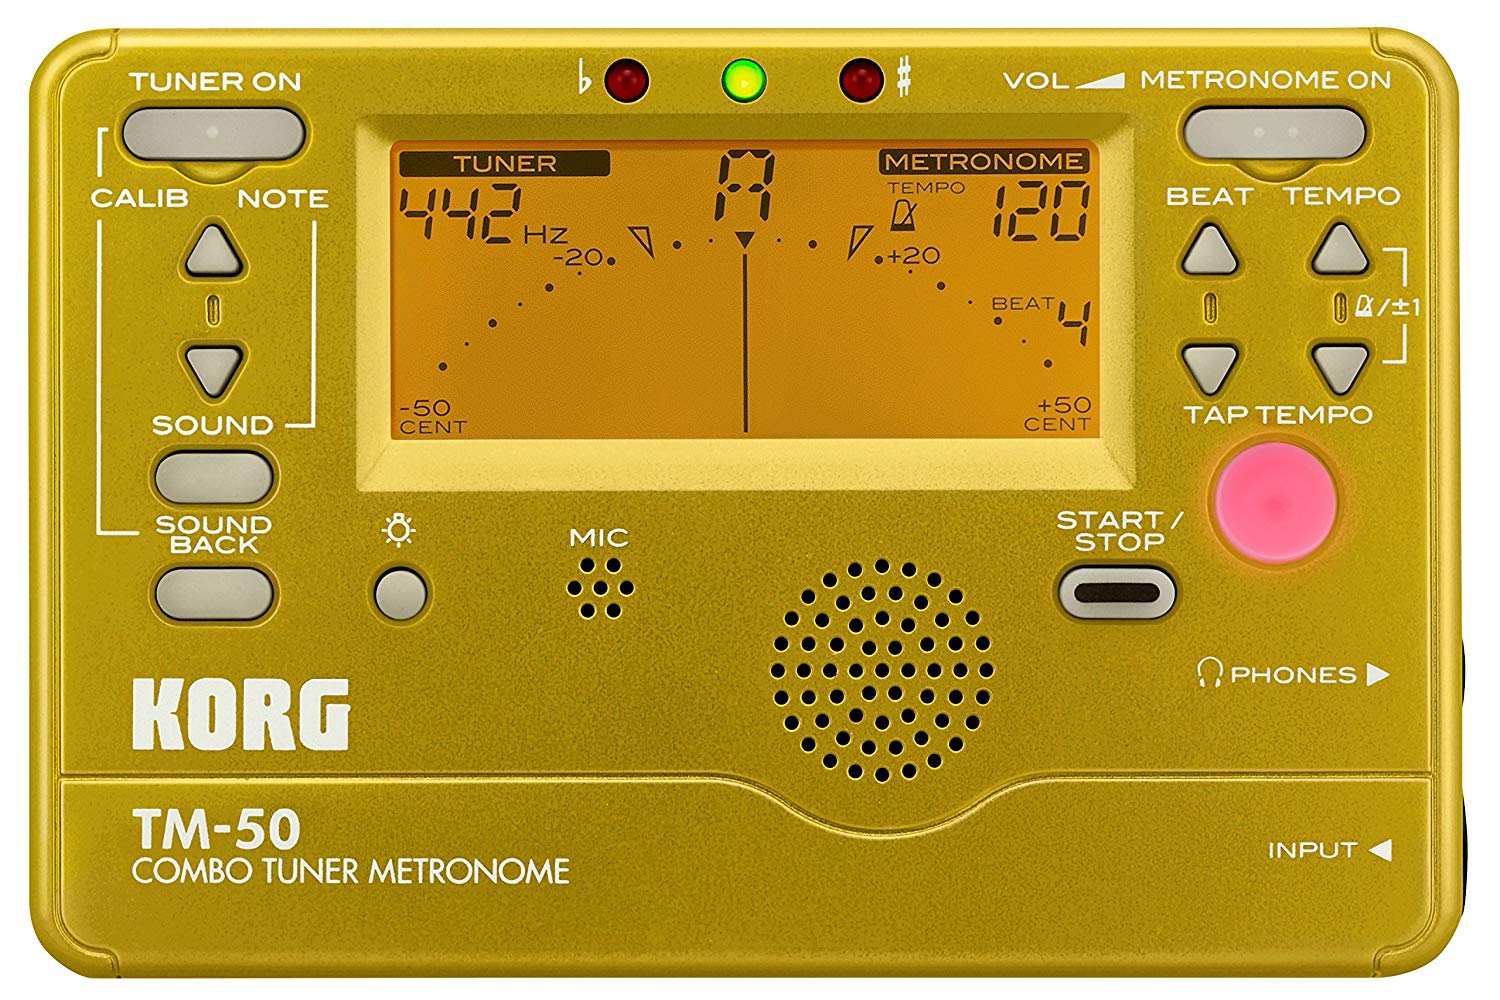 TUNER ON
♭
♯
VOL METRONOME ON
CALIB NOTE
TUNER
442 Hz
A
METRONOME
TEMPO
120
BEAT TEMPO
-20
+20
BEAT 4
/±1
-50
CENT
+50
CENT
SOUND
TAP TEMPO
SOUND
BACK
MIC
START/
STOP
KORG
PHONES
TM-50
COMBO TUNER METRONOME
INPUT